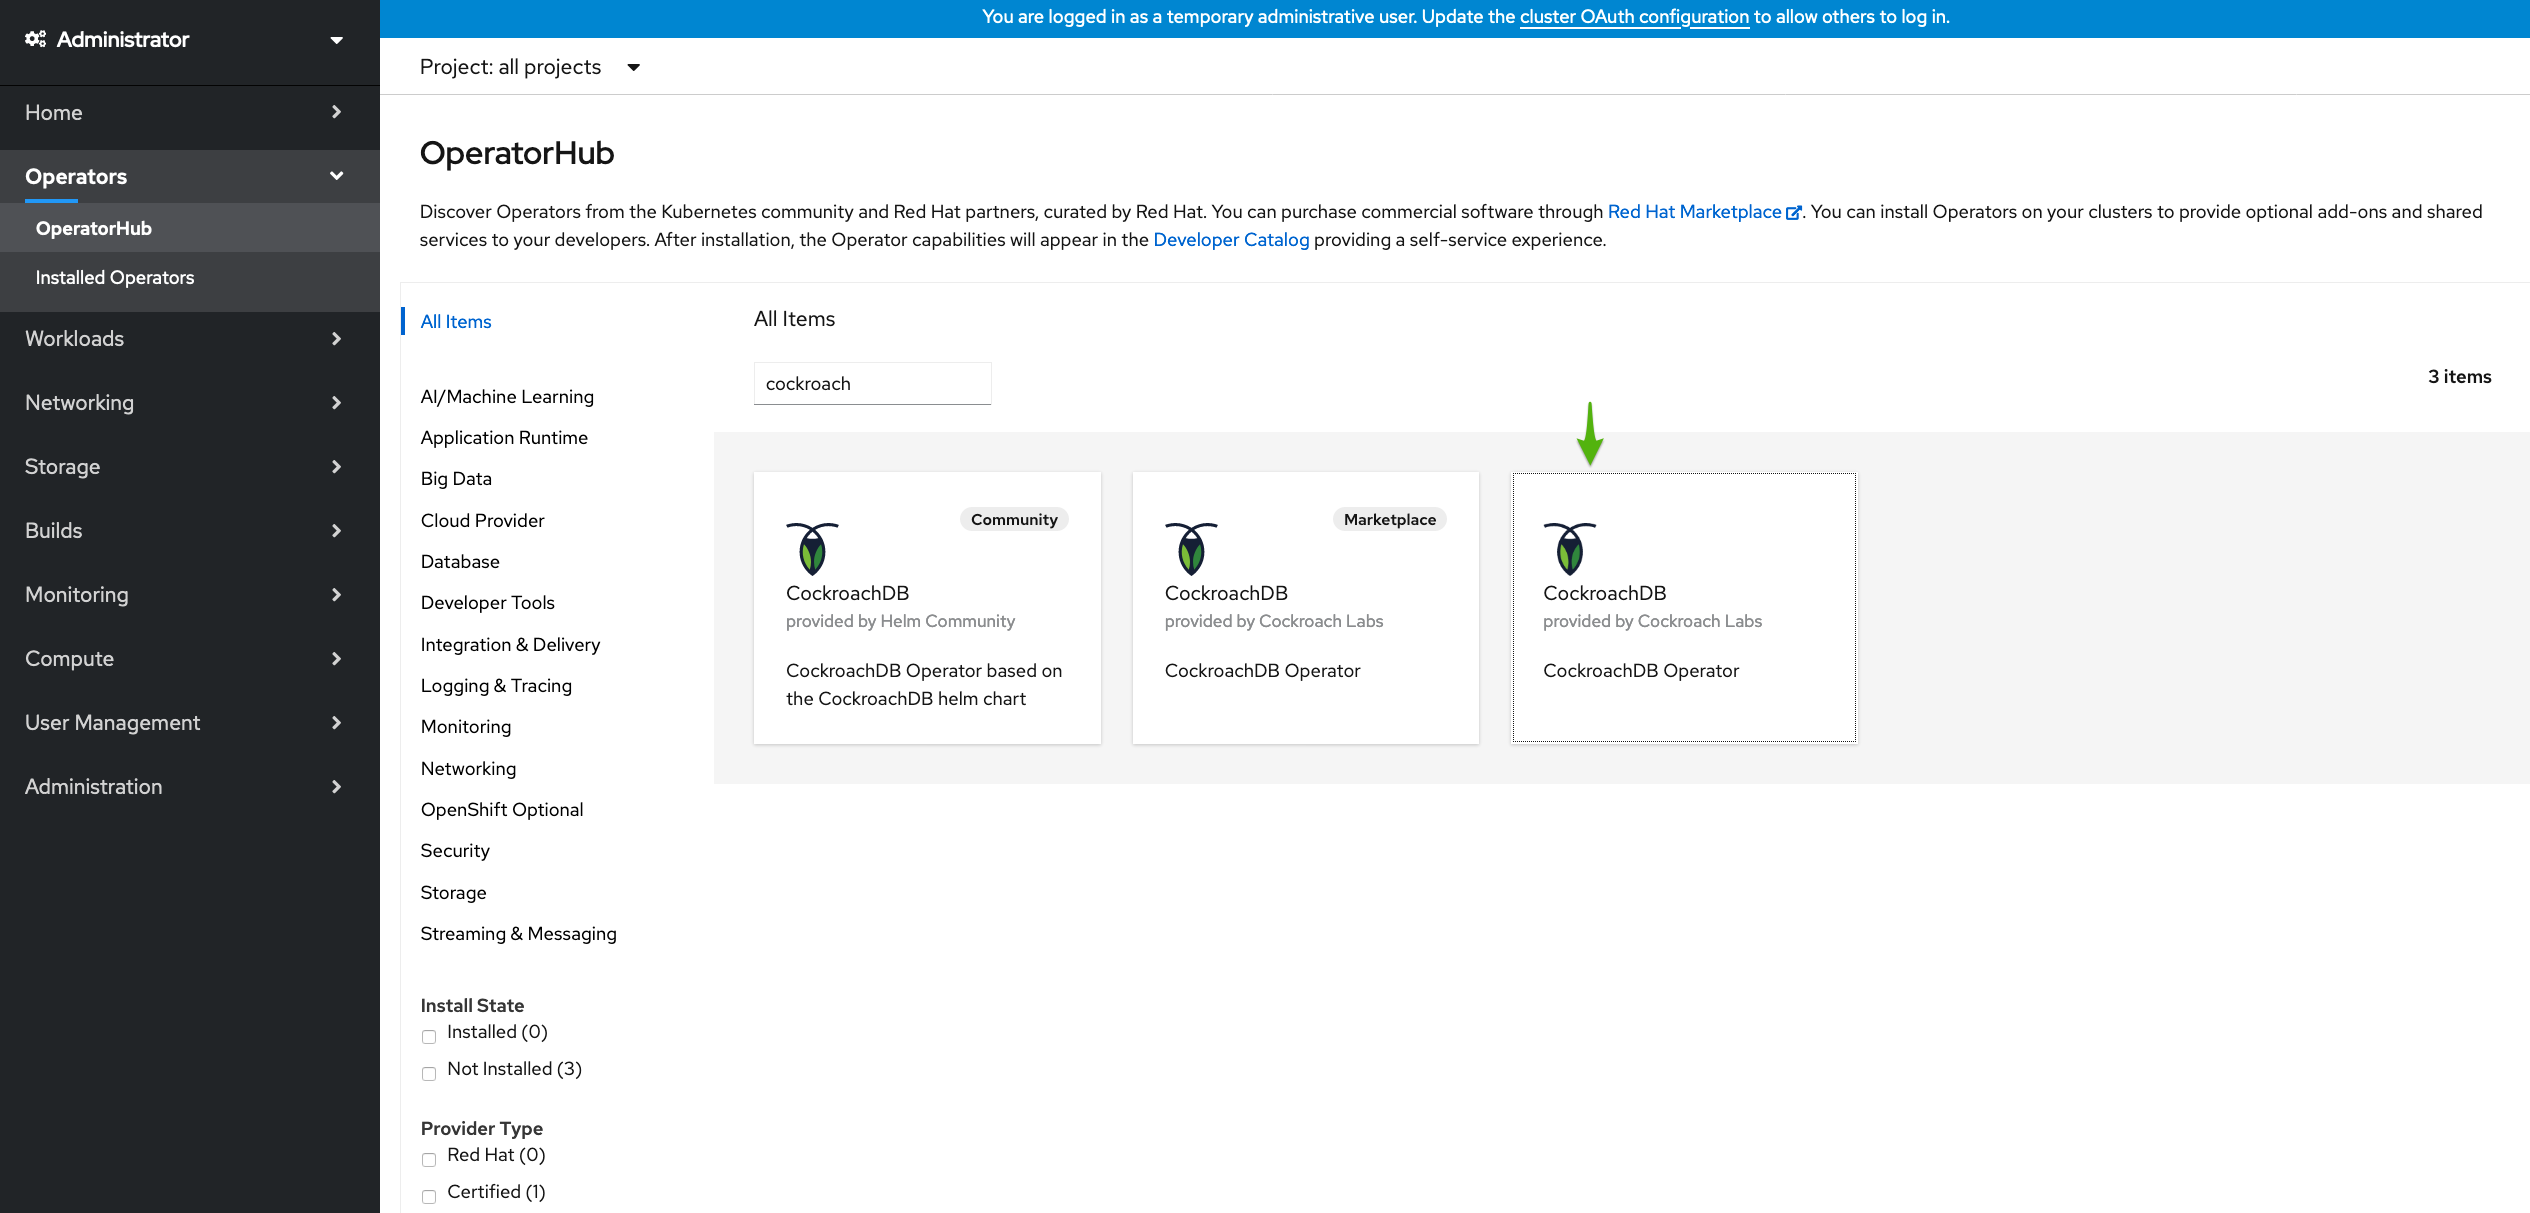 You are logged in as a temporary administrative user. Update the cluster OAuth configuration to allow others to log in.
Administrator
Home
Operators
OperatorHub
Installed Operators
Workloads
Networking
Storage
Builds
Monitoring
Compute
User Management
Administration
Project: all projects
OperatorHub
Discover Operators from the Kubernetes community and Red Hat partners, curated by Red Hat. You can purchase commercial software through Red Hat Marketplace. You can install Operators on your clusters to provide optional add-ons and shared
services to your developers. After installation, the Operator capabilities will appear in the Developer Catalog providing a self-service experience.
All Items
AI/Machine Learning
Application Runtime
Big Data
Cloud Provider
Database
Developer Tools
Integration & Delivery
Logging & Tracing
Monitoring
Networking
OpenShift Optional
Security
Storage
Streaming & Messaging
Install State
Installed (0)
Not Installed (3)
Provider Type
Red Hat (0)
Certified (1)
All Items
cockroach
3 items
Community
CockroachDB
provided by Helm Community
CockroachDB Operator based on
the CockroachDB helm chart
Marketplace
CockroachDB
provided by Cockroach Labs
CockroachDB Operator
CockroachDB
provided by Cockroach Labs
CockroachDB Operator